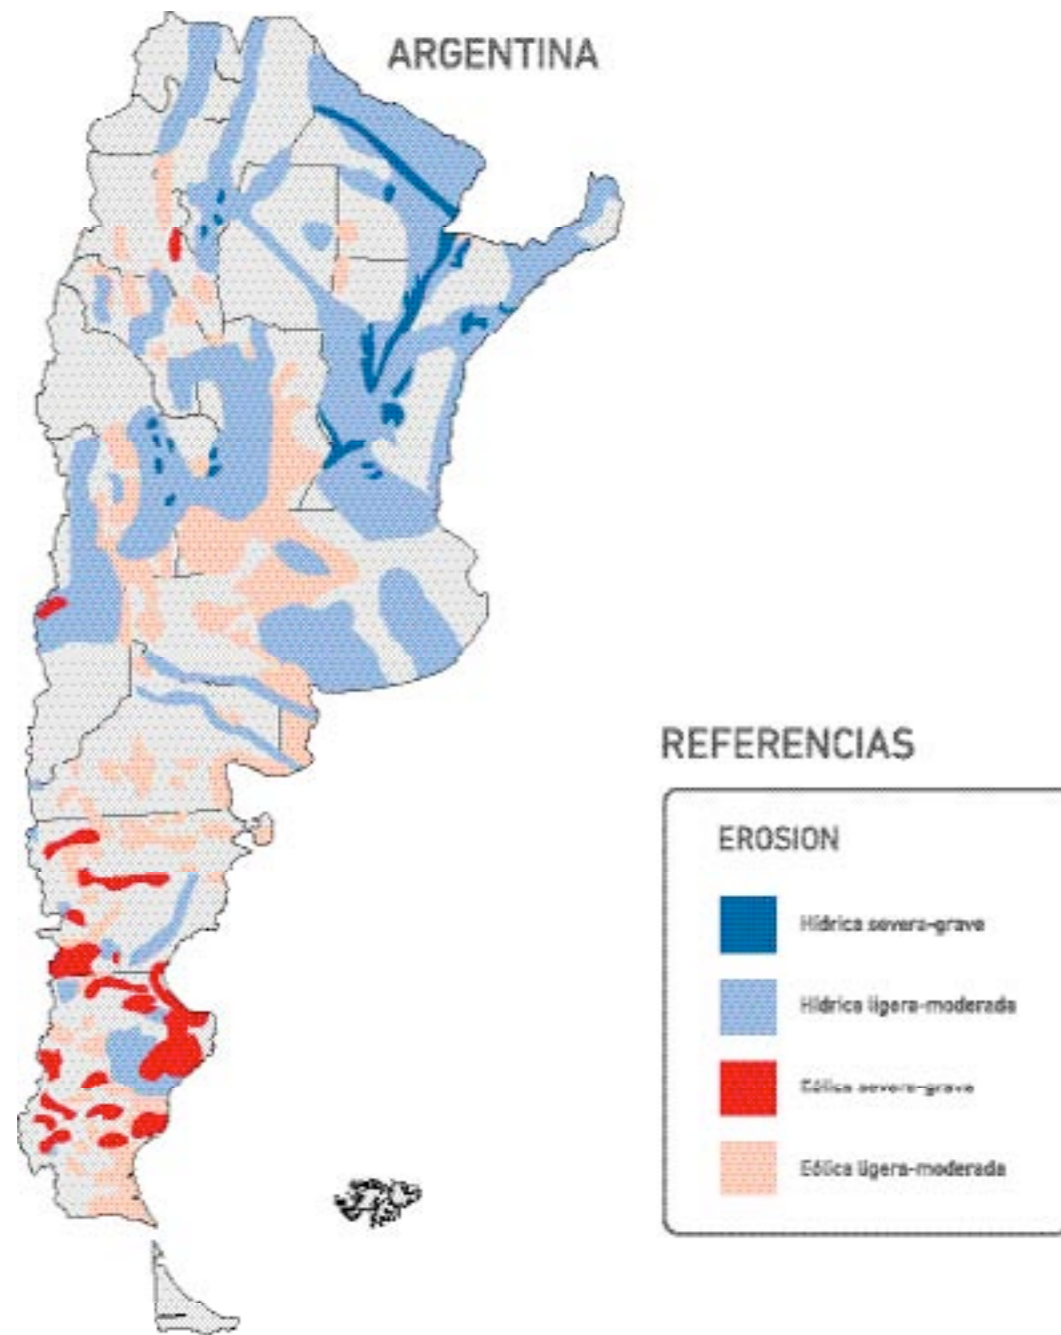 ARGENTINA
REFERENCIAS
EROSION
Hídrica severa-grave
Hídrica ligera-moderada
Eólica severa-grave
Eólica ligera-moderada